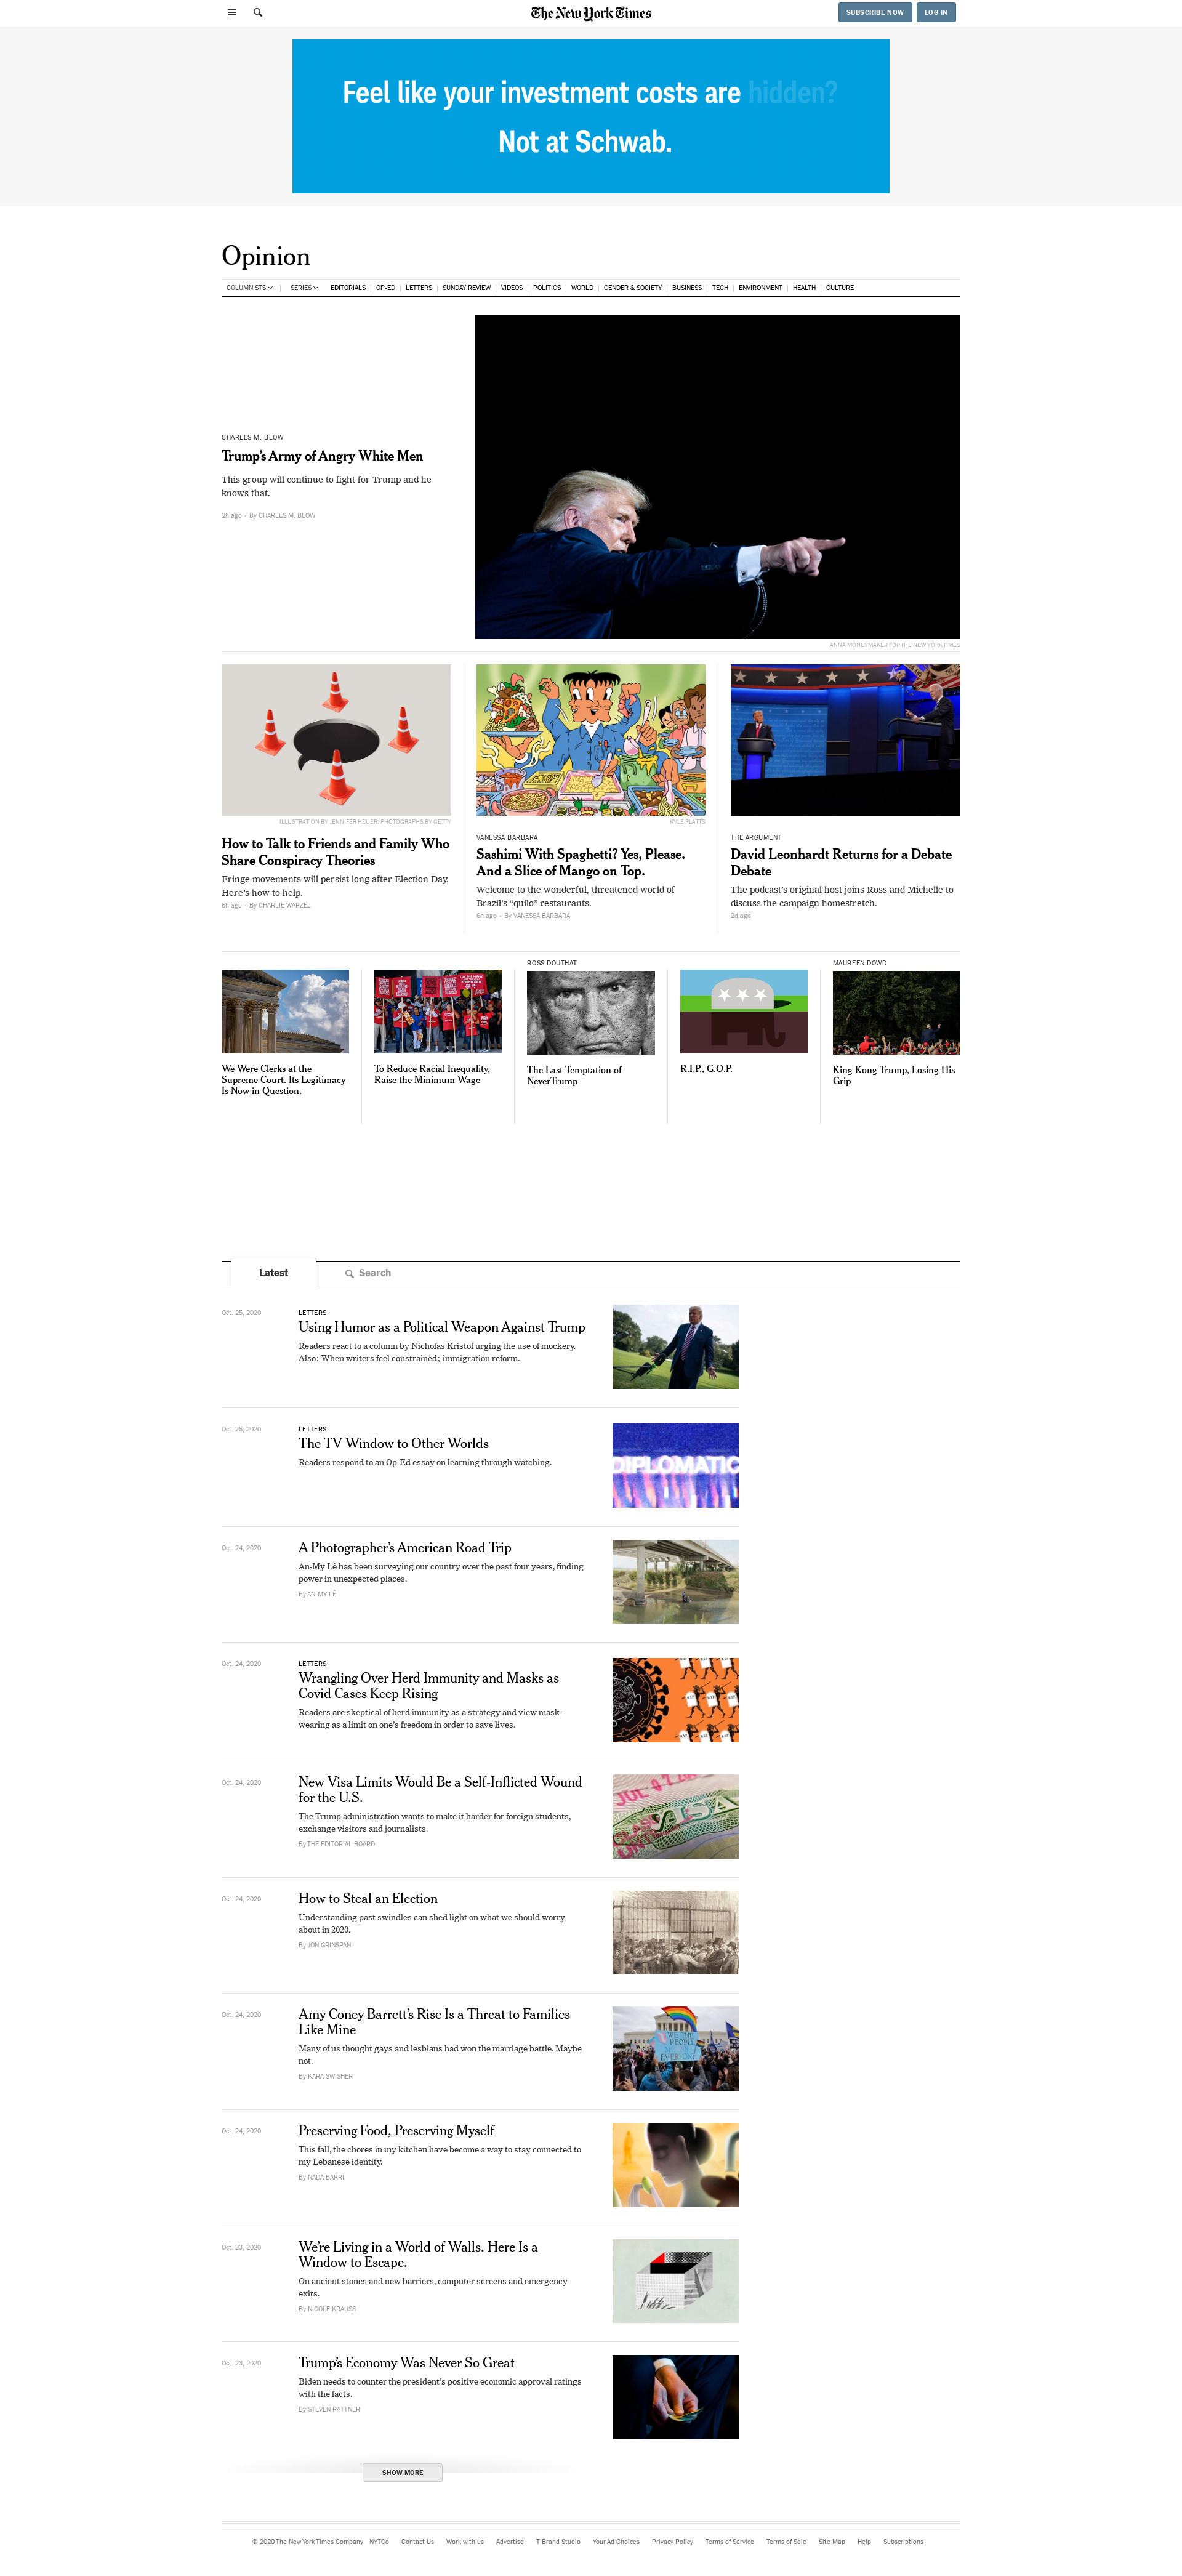 The New York Times
SUBSCRIBE NOW
LOG IN
Feel like your investment costs are hidden?
Not at Schwab.
Opinion
COLUMNISTS
SERIES
EDITORIALS
OP-ED
LETTERS
SUNDAY REVIEW
VIDEOS
POLITICS
WORLD
GENDER & SOCIETY
BUSINESS
TECH
ENVIRONMENT
HEALTH
CULTURE
CHARLES M. BLOW
Trump’s Army of Angry White Men
This group will continue to fight for Trump and he
knows that.
2h ago • By CHARLES M. BLOW
ANNA MONEYMAKER FOR THE NEW YORK TIMES
ILLUSTRATION BY JENNIFER HEUER; PHOTOGRAPHS BY GETTY
How to Talk to Friends and Family Who
Share Conspiracy Theories
Fringe movements will persist long after Election Day.
Here’s how to help.
6h ago • By CHARLIE WARZEL
KYLE PLATTS
VANESSA BARBARA
Sashimi With Spaghetti? Yes, Please.
And a Slice of Mango on Top.
Welcome to the wonderful, threatened world of
Brazil’s “quilo” restaurants.
6h ago • By VANESSA BARBARA
THE ARGUMENT
David Leonhardt Returns for a Debate
Debate
The podcast’s original host joins Ross and Michelle to
discuss the campaign homestretch.
2d ago
We Were Clerks at the
Supreme Court. Its Legitimacy
Is Now in Question.
To Reduce Racial Inequality,
Raise the Minimum Wage
ROSS DOUTHAT
The Last Temptation of
NeverTrump
R.I.P., G.O.P.
MAUREEN DOWD
King Kong Trump, Losing His
Grip
Latest
Search
Oct. 25, 2020
LETTERS
Using Humor as a Political Weapon Against Trump
Readers react to a column by Nicholas Kristof urging the use of mockery.
Also: When writers feel constrained; immigration reform.
Oct. 25, 2020
LETTERS
The TV Window to Other Worlds
Readers respond to an Op-Ed essay on learning through watching.
DIPLOMATIC
Oct. 24, 2020
A Photographer’s American Road Trip
An-My Lê has been surveying our country over the past four years, finding
power in unexpected places.
By AN-MY LÊ
Oct. 24, 2020
LETTERS
Wrangling Over Herd Immunity and Masks as
Covid Cases Keep Rising
Readers are skeptical of herd immunity as a strategy and view mask-
wearing as a limit on one’s freedom in order to save lives.
Oct. 24, 2020
New Visa Limits Would Be a Self-Inflicted Wound
for the U.S.
The Trump administration wants to make it harder for foreign students,
exchange visitors and journalists.
By THE EDITORIAL BOARD
JUL 07
USA
Oct. 24, 2020
How to Steal an Election
Understanding past swindles can shed light on what we should worry
about in 2020.
By JON GRINSPAN
Oct. 24, 2020
Amy Coney Barrett’s Rise Is a Threat to Families
Like Mine
Many of us thought gays and lesbians had won the marriage battle. Maybe
not.
By KARA SWISHER
WE THE
PEOPLE
Oct. 24, 2020
Preserving Food, Preserving Myself
This fall, the chores in my kitchen have become a way to stay connected to
my Lebanese identity.
By NADA BAKRI
Oct. 23, 2020
We’re Living in a World of Walls. Here Is a
Window to Escape.
On ancient stones and new barriers, computer screens and emergency
exits.
By NICOLE KRAUSS
Oct. 23, 2020
Trump’s Economy Was Never So Great
Biden needs to counter the president’s positive economic approval ratings
with the facts.
By STEVEN RATTNER
SHOW MORE
© 2020 The New York Times Company
NYTCo
Contact Us
Work with us
Advertise
T Brand Studio
Your Ad Choices
Privacy Policy
Terms of Service
Terms of Sale
Site Map
Help
Subscriptions